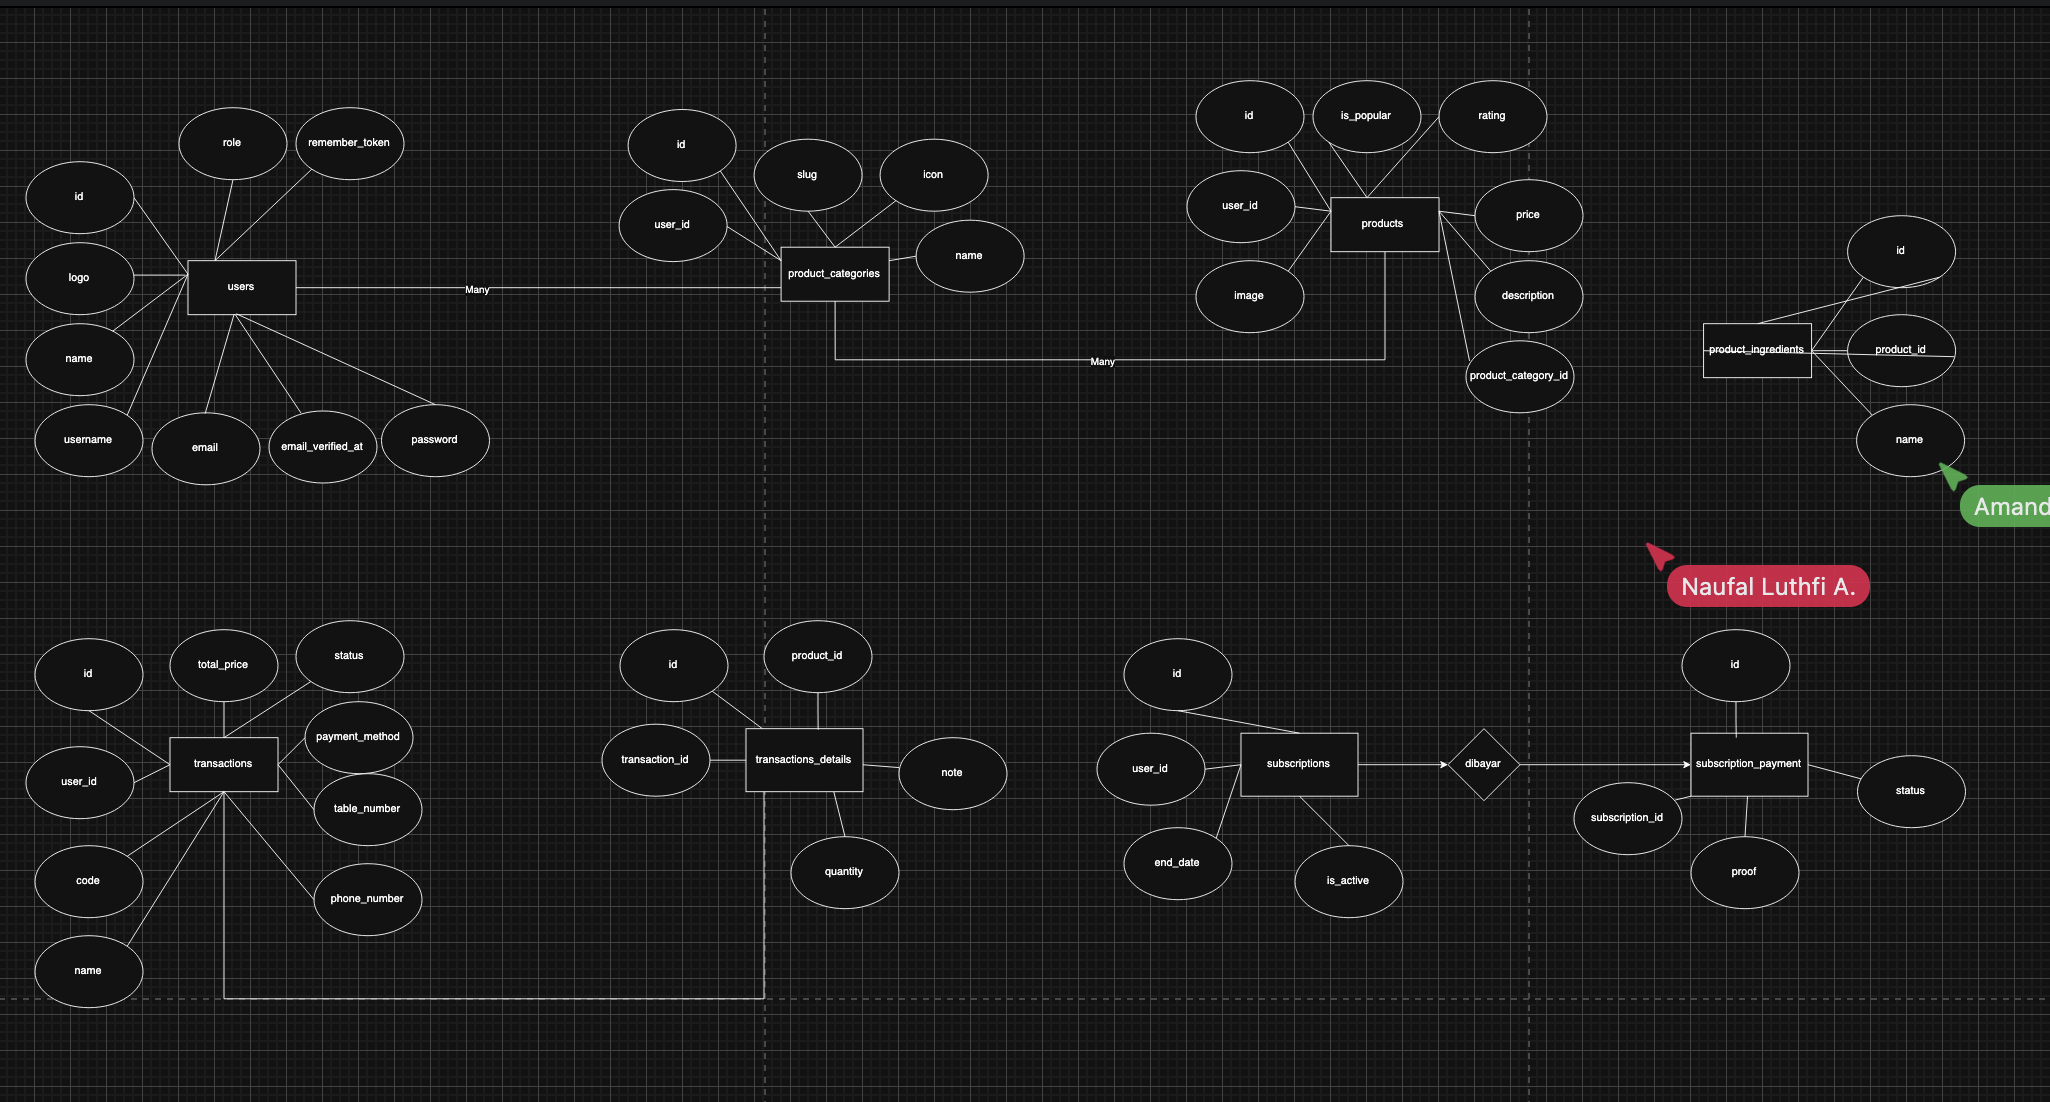 role
remember_token
id
logo
name
username
email
email_verified_at
password
users
Many
id
slug
icon
user_id
name
product_categories
Many
id
is_popular
rating
user_id
products
price
image
description
product_category_id
id
product_ingredients
product_id
name
Amand
Naufal Luthfi A.
id
total_price
status
payment_method
transactions
user_id
table_number
code
phone_number
name
id
product_id
transaction_id
transactions_details
note
quantity
id
user_id
subscriptions
end_date
is_active
dibayar
id
subscription_payment
status
subscription_id
proof